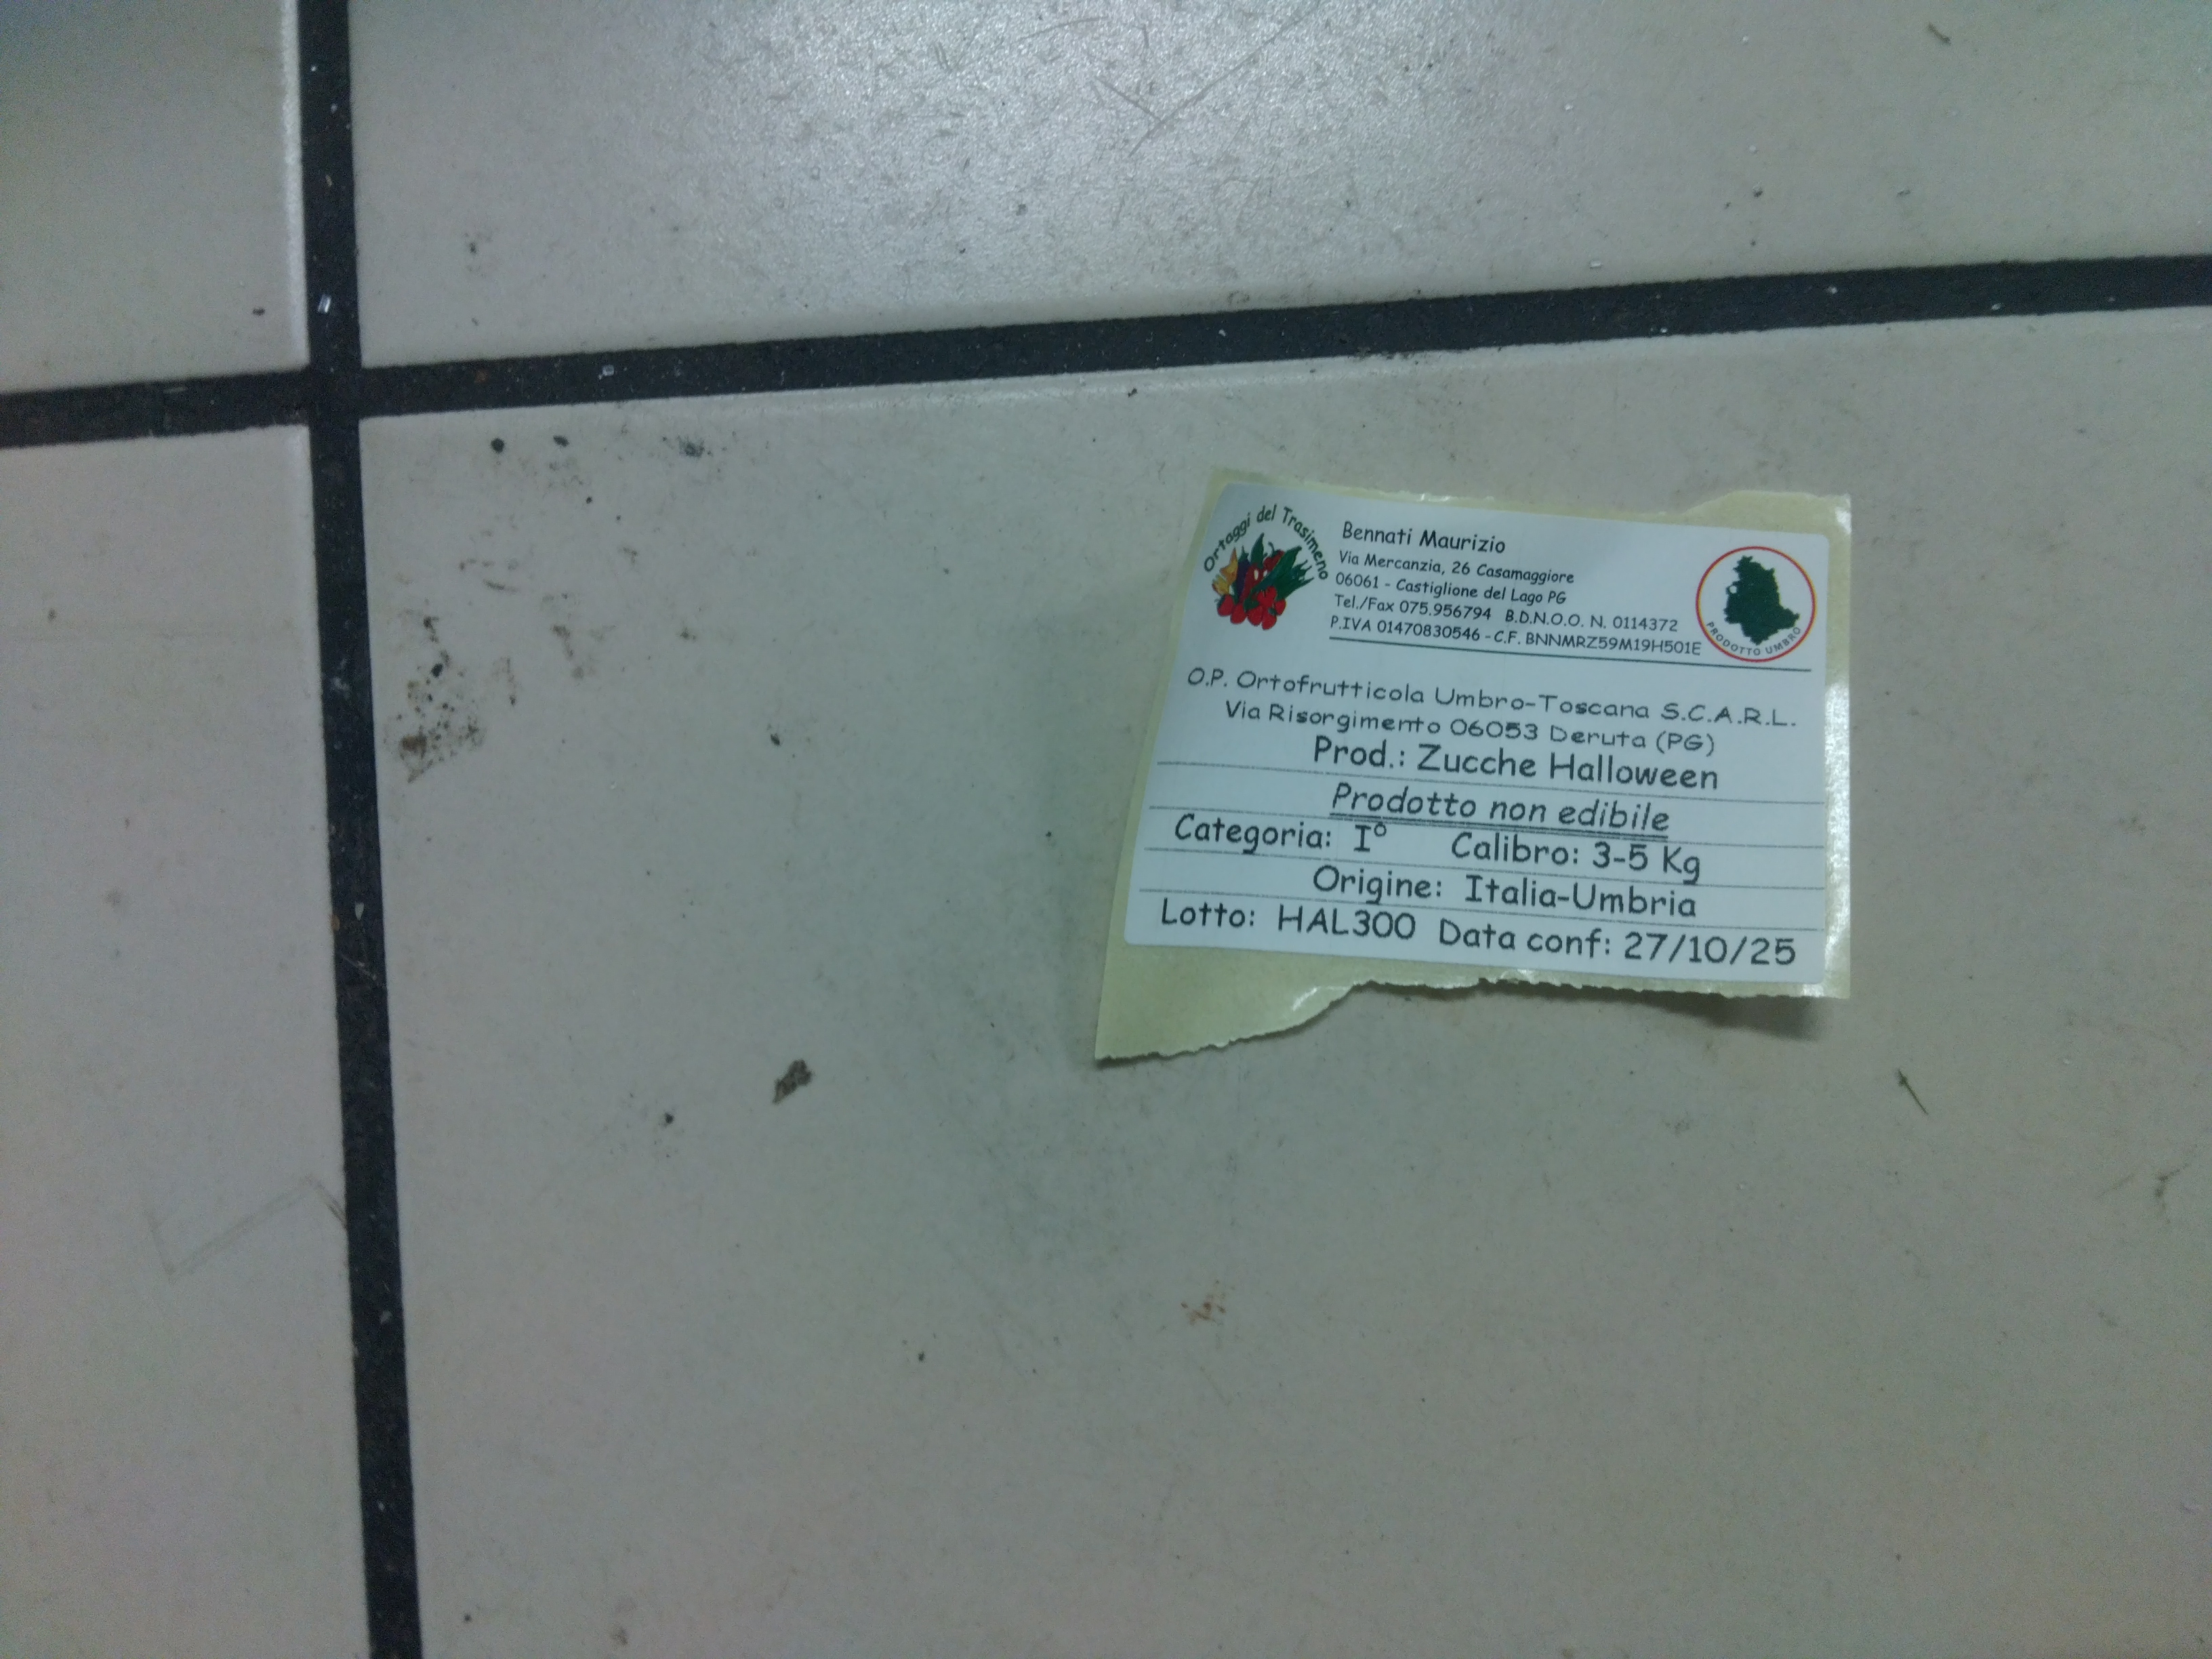 Ortaggi del Trasimeno
Bennati Maurizio
Via Mercanzia, 26 Casamaggiore
06061 - Castiglione del Lago PG
Tel./Fax 075.956794 B.D.N.O.O. N. 0114372
P.IVA 01470830546 - C.F. BNNMRZ59M19H501E
PRODOTTO UMBRO
O.P. Ortofrutticola Umbro-Toscana S.C.A.R.L.
Via Risorgimento 06053 Deruta (PG)
Prod.: Zucche Halloween
Prodotto non edibile
Categoria: I° Calibro: 3-5 Kg
Origine: Italia-Umbria
Lotto: HAL300 Data conf: 27/10/25